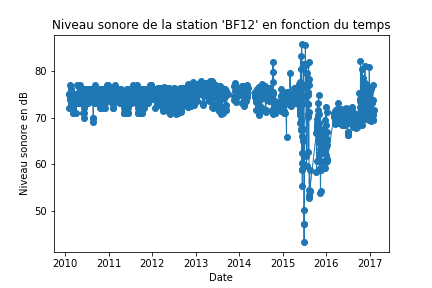 Niveau sonore de la station 'BF12' en fonction du temps
Niveau sonore en dB
80
70
60
50
2010 2011 2012 2013 2014 2015 2016 2017
Date